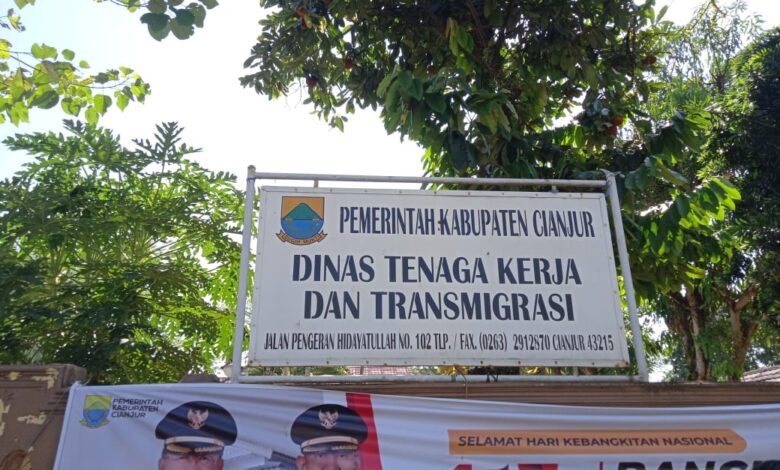 PEMERINTAH KABUPATEN CIANJUR
DINAS TENAGA KERJA
DAN TRANSMIGRASI
JALAN PENGERAN HIDAYATULLAH NO. 102 TLP. / FAX. (0263) 2912870 CIANJUR 43215
PEMERINTAH
KABUPATEN
CIANJUR
SELAMAT HARI KEBANGKITAN NASIONAL